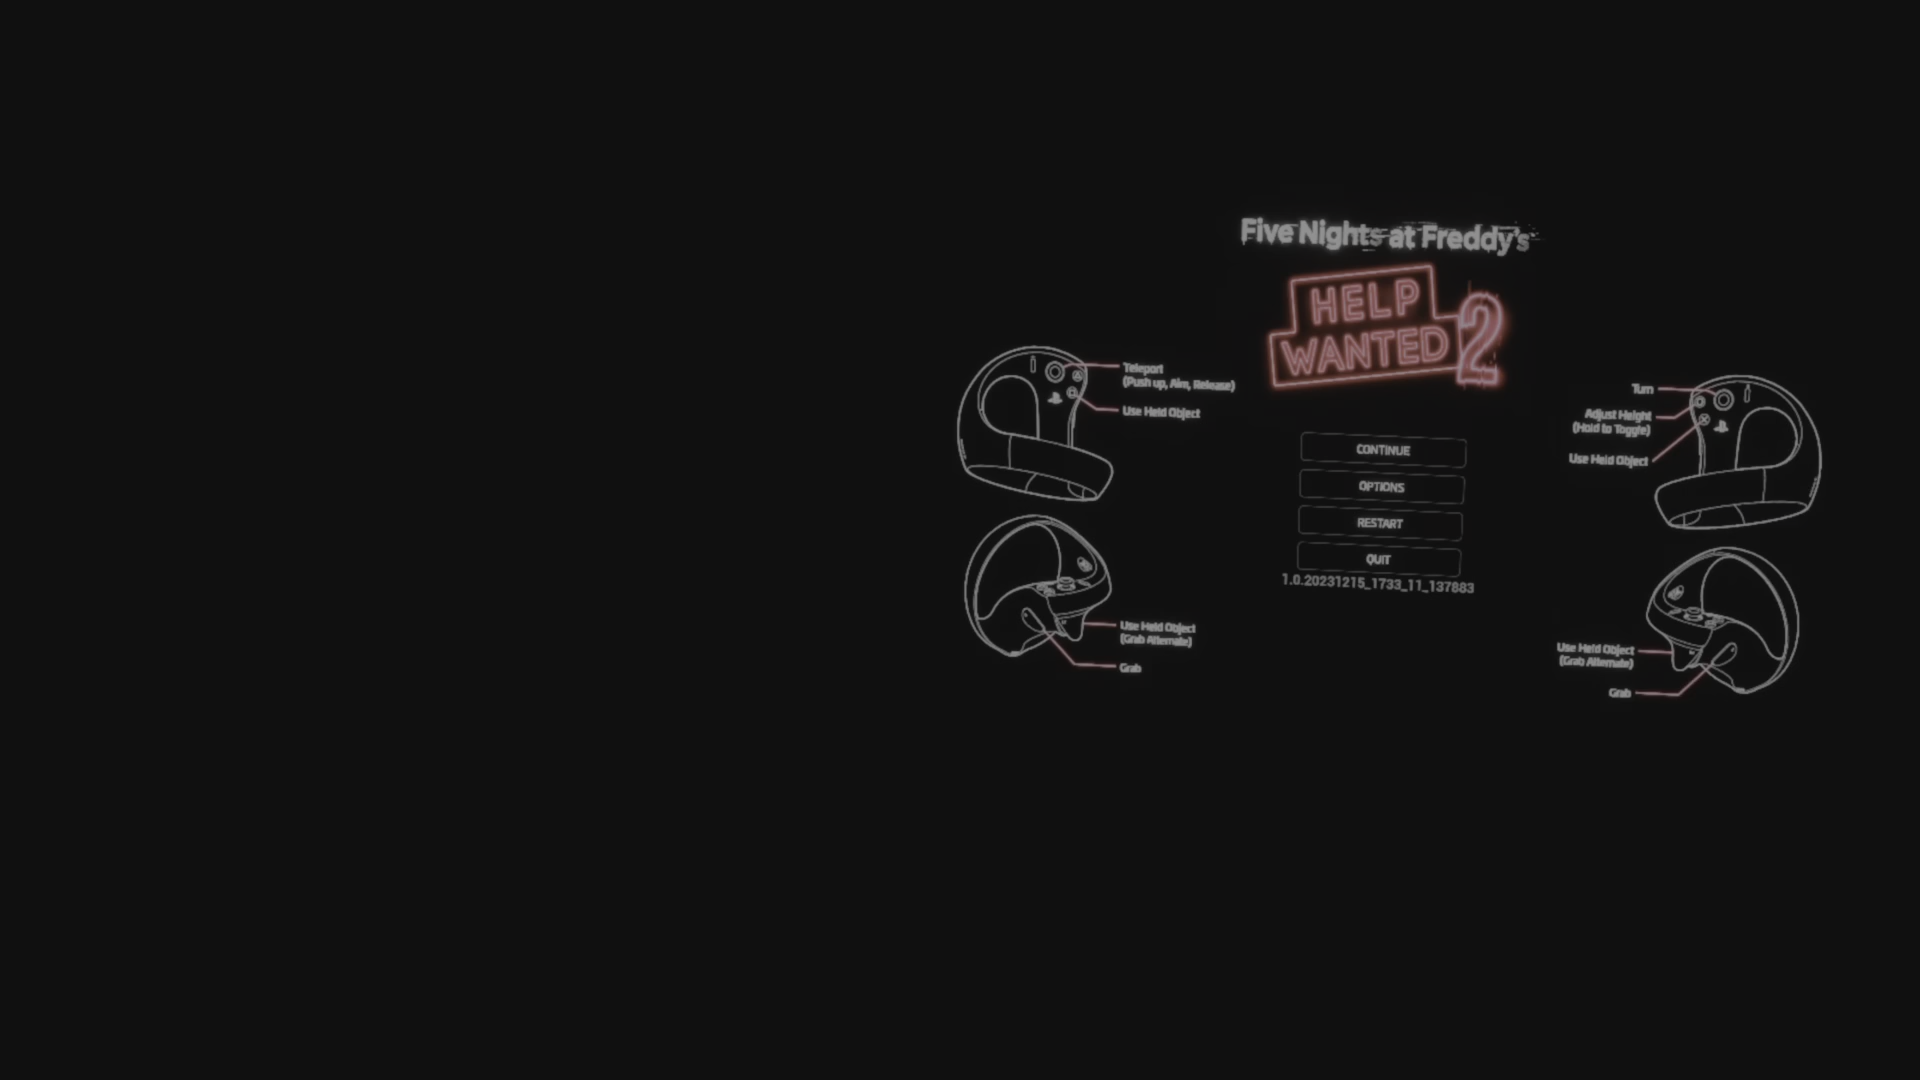 Five Nights at Freddy's
HELP
WANTED 2
Teleport
(Push up, Aim, Release)
Use Held Object
Turn
Adjust Height
(Hold to Toggle)
Use Held Object
CONTINUE
OPTIONS
RESTART
QUIT
1.0.20231215_1733_11_137883
Use Held Object
(Grab Alternate)
Grab
Use Held Object
(Grab Alternate)
Grab